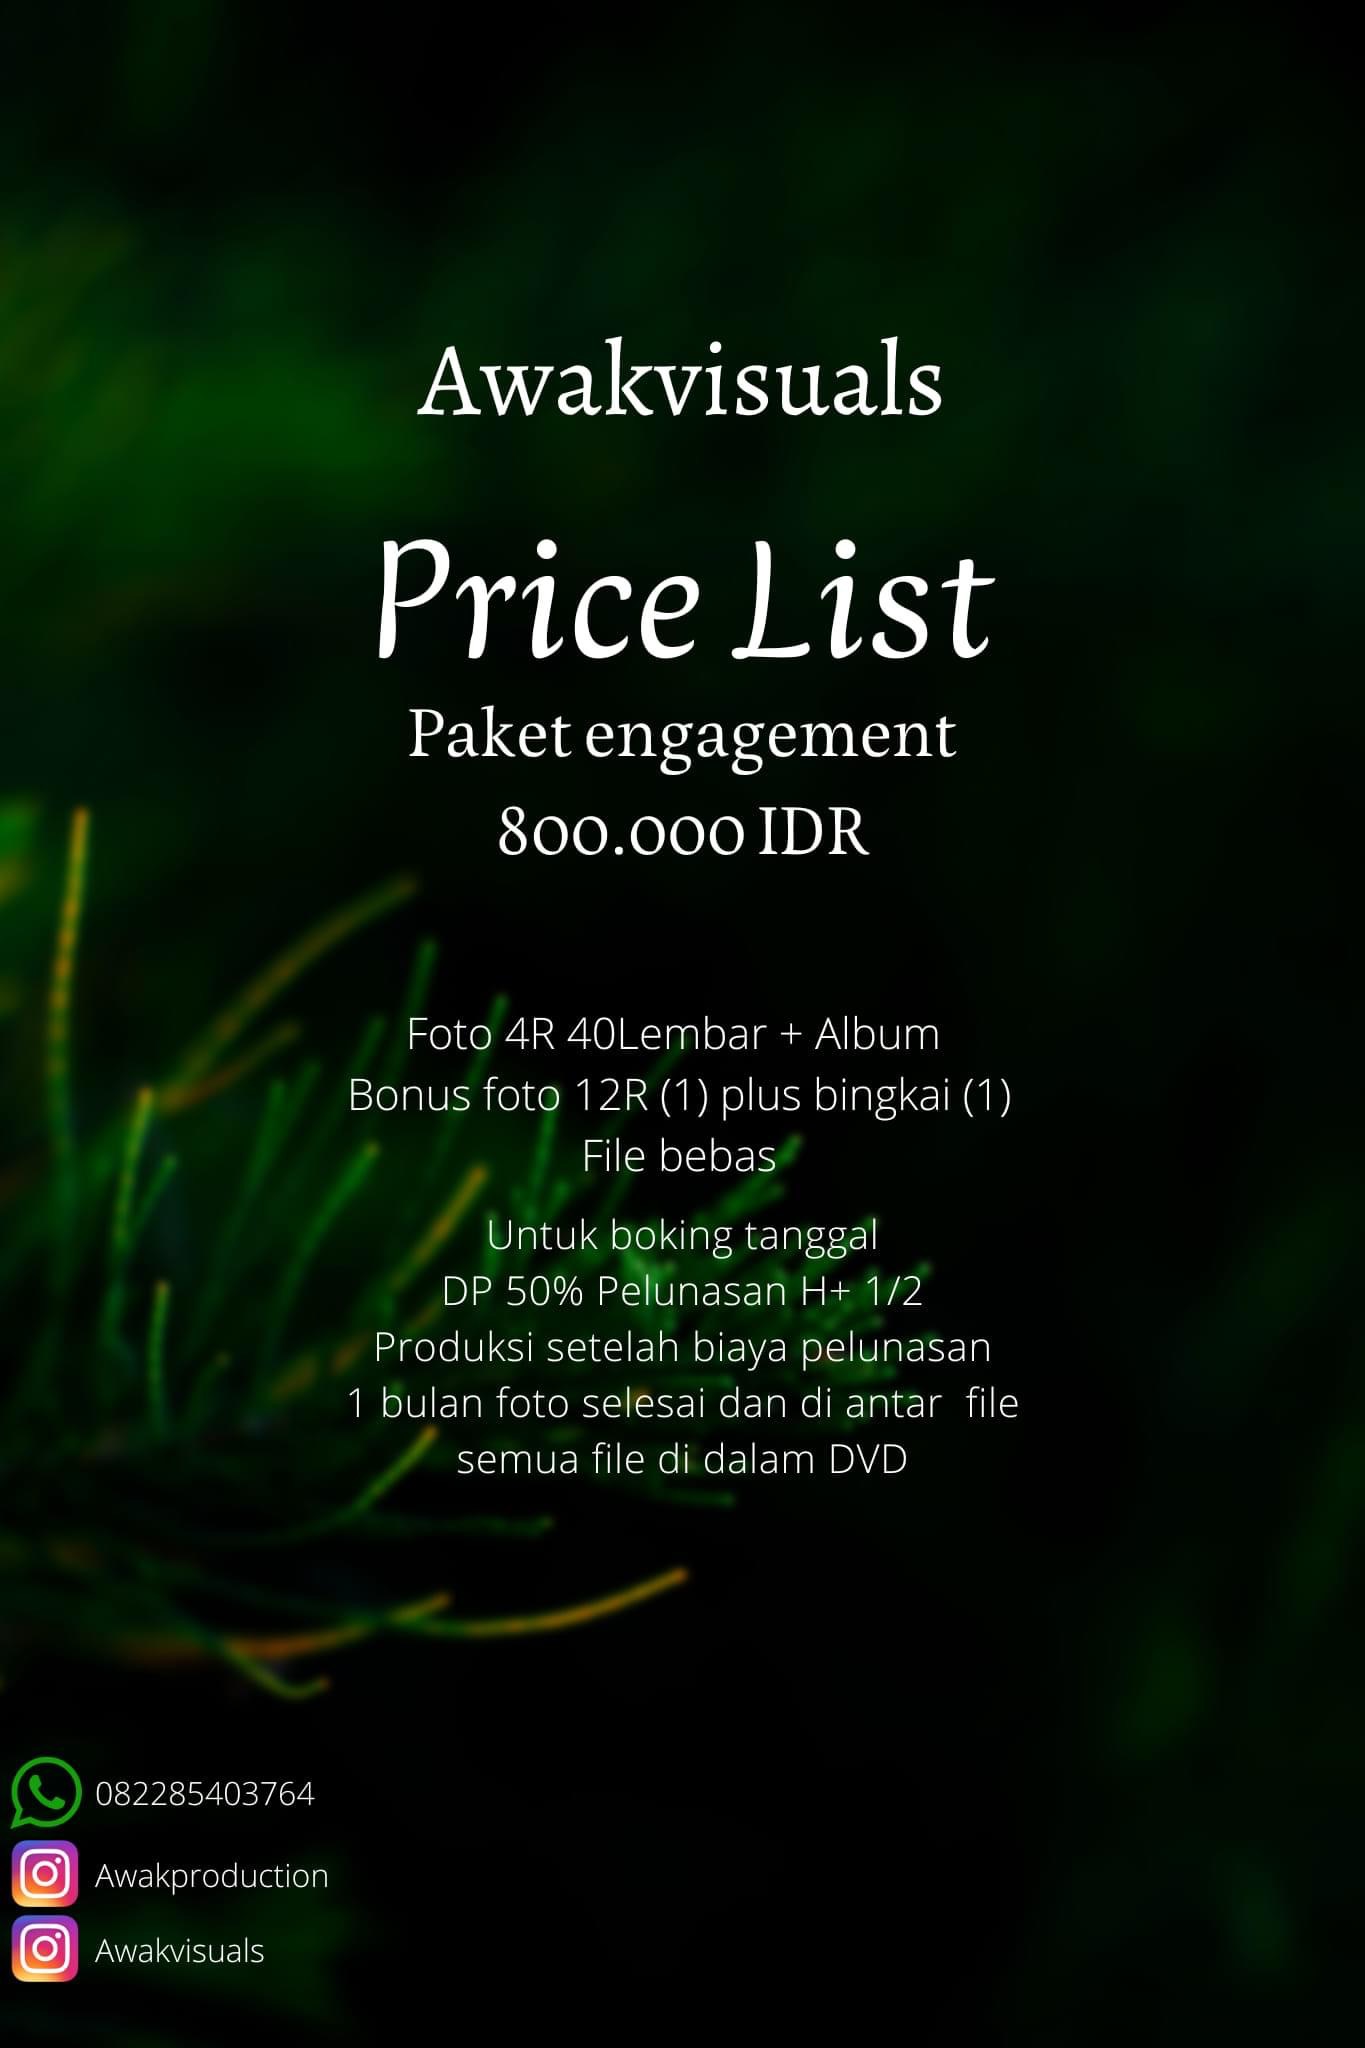 Awakvisuals
Price List
Paket engagement
800.000 IDR
Foto 4R 40Lembar + Album
Bonus foto 12R (1) plus bingkai (1)
File bebas
Untuk boking tanggal
DP 50% Pelunasan H+ 1/2
Produksi setelah biaya pelunasan
1 bulan foto selesai dan di antar  file
semua file di dalam DVD
082285403764
Awakproduction
Awakvisuals